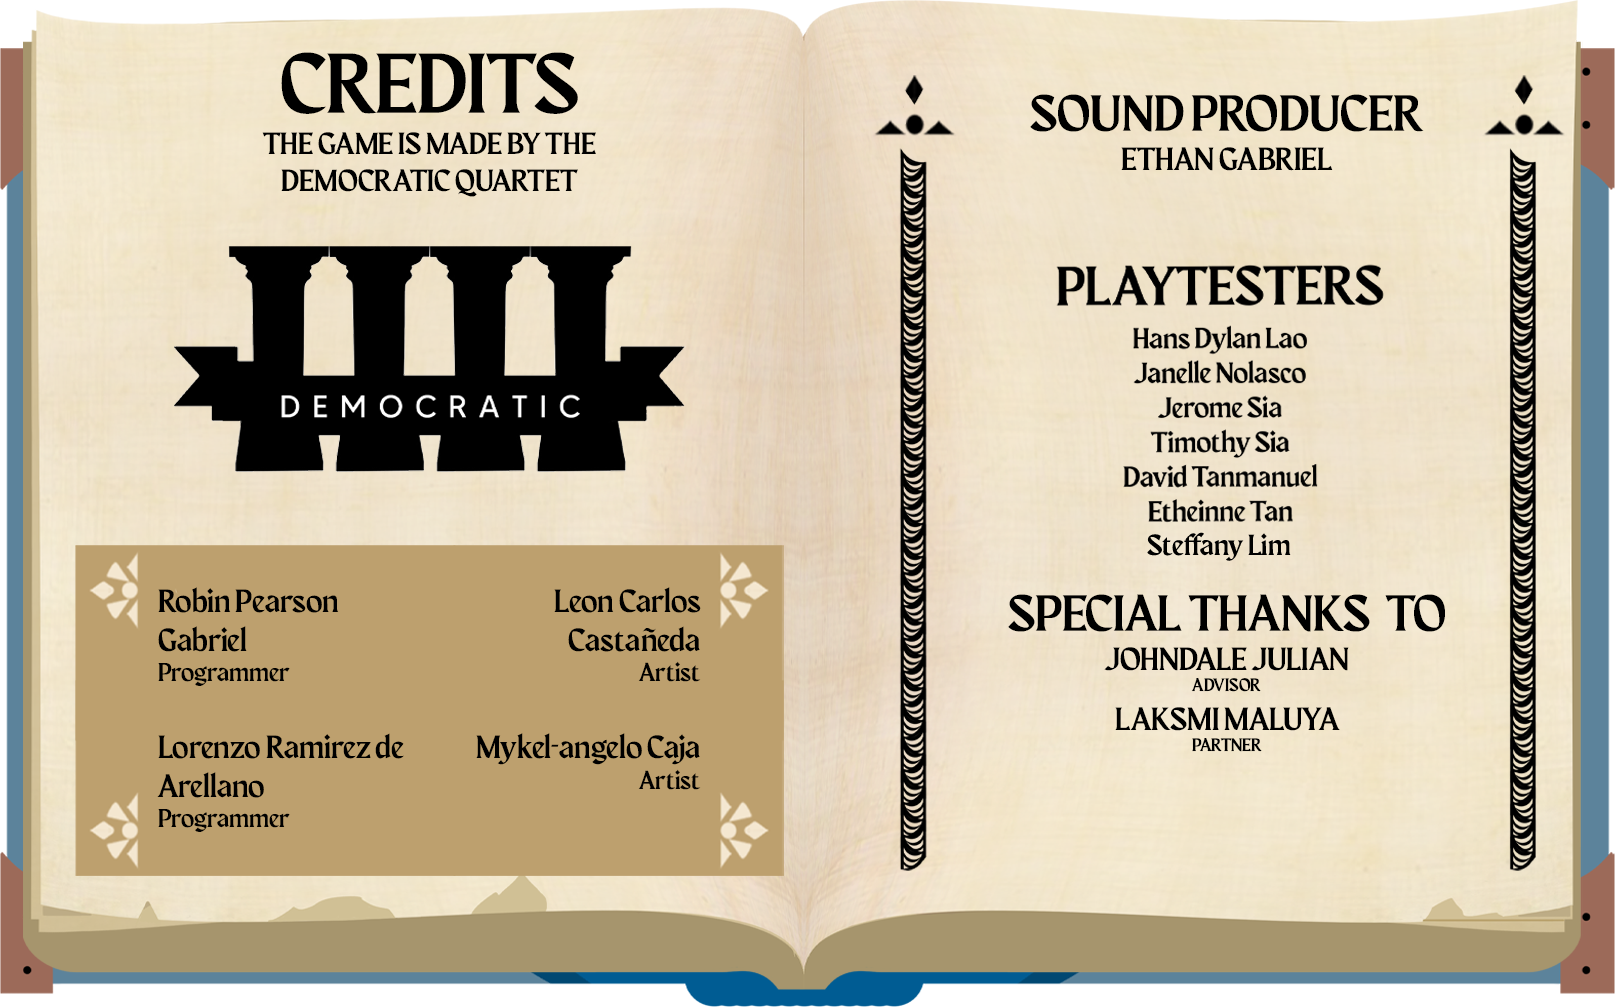 CREDITS
THE GAME IS MADE BY THE
DEMOCRATIC QUARTET
DEMOCRATIC
Robin Pearson
Gabriel
Programmer
Leon Carlos
Castañeda
Artist
Lorenzo Ramirez de
Arellano
Programmer
Mykel-angelo Caja
Artist
SOUND PRODUCER
ETHAN GABRIEL
PLAYTESTERS
Hans Dylan Lao
Janelle Nolasco
Jerome Sia
Timothy Sia
David Tanmanuel
Etheinne Tan
Steffany Lim
SPECIAL THANKS TO
JOHNDALE JULIAN
ADVISOR
LAKSMI MALUYA
PARTNER